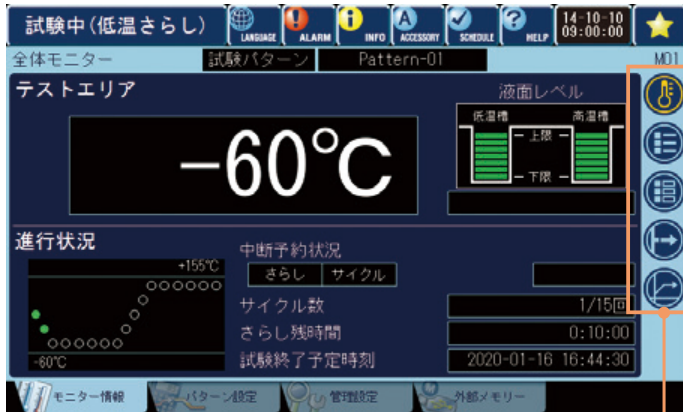 試験中(低温さらし)
LANGUAGE
ALARM
INFO
ACCESSORY
SCHEDULE
HELP
14-10-10
09:00:00
全体モニター
試験パターン
Pattern-01
M01
テストエリア
液面レベル
低温槽
高温槽
上限
下限
-60℃
進行状況
+155℃
-60℃
中断予約状況
さらし
サイクル
サイクル数
1/15回
さらし残時間
0:10:00
試験終了予定時刻
2020-01-16 16:44:30
モニター情報
パターン設定
管理設定
外部メモリー